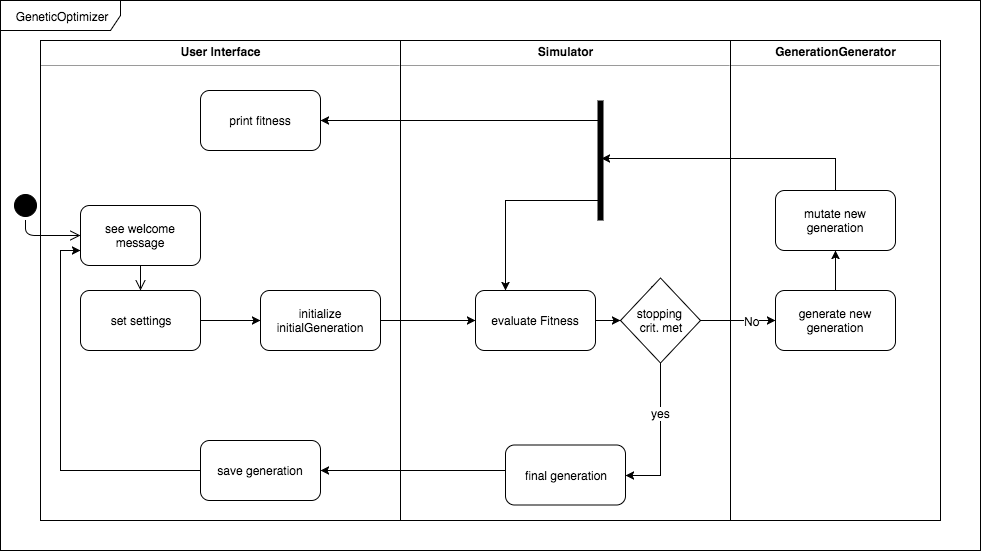 GeneticOptimizer
User Interface
Simulator
GenerationGenerator
print fitness
see welcome
message
mutate new
generation
set settings
initialize
initialGeneration
evaluate Fitness
stopping
crit. met
No
generate new
generation
yes
save generation
final generation